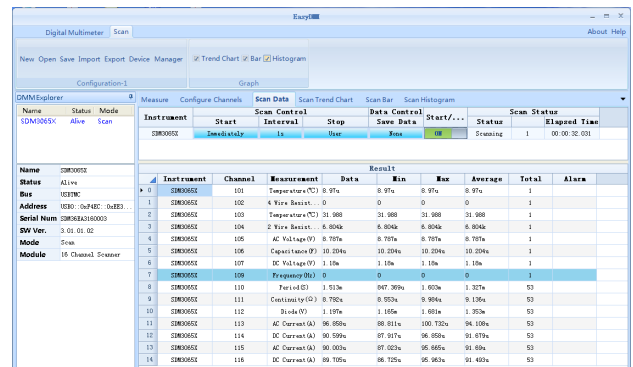 EasyDMM
Digital Multimeter Scan About Help
New Open Save Import Export Device Manager Trend Chart Bar Histogram
Configuration-1 Graph
DMM Explorer
Name Status Mode
SDM3065X Alive Scan
Measure Configure Channels Scan Data Scan Trend Chart Scan Bar Scan Histogram
Instrument Scan Control Data Control Start/... Scan Status
Start Interval Stop Save Data Status Elapsed Time
SDM3065X Immediately 1s User None ON Scanning 1 00:00:32.031
Name SDM3065X
Status Alive
Bus USBTMC
Address USB0::0xF4EC::0xEE3...
Serial Num SDM36EA3160003
SW Ver. 3.01.01.02
Mode Scan
Module 16 Channel Scanner
Result
Instrument Channel Measurement Data Min Max Average Total Alarm
0 SDM3065X 101 Temperature(℃) 8.97u 8.97u 8.97u 8.97u 1
1 SDM3065X 102 4 Wire Resist... 0 0 0 0 1
2 SDM3065X 103 Temperature(℃) 31.988 31.988 31.988 31.988 1
3 SDM3065X 104 2 Wire Resist... 6.804k 6.804k 6.804k 6.804k 1
4 SDM3065X 105 AC Voltage(V) 8.787m 8.787m 8.787m 8.787m 1
5 SDM3065X 106 Capacitance(F) 10.204u 10.204u 10.204u 10.204u 1
6 SDM3065X 107 DC Voltage(V) 1.18m 1.18m 1.18m 1.18m 1
7 SDM3065X 109 Frequency(Hz) 0 0 0 0 1
8 SDM3065X 110 Period(S) 1.513m 847.369u 1.603m 1.327m 53
9 SDM3065X 111 Continuity(Ω) 8.792u 8.553u 9.984u 9.136u 53
10 SDM3065X 112 Diode(V) 1.197m 1.165m 1.681m 1.353m 53
11 SDM3065X 113 AC Current(A) 96.858u 88.811u 100.732u 94.108u 53
12 SDM3065X 114 DC Current(A) 90.599u 87.917u 96.858u 91.679u 53
13 SDM3065X 115 AC Current(A) 90.003u 87.023u 95.665u 91.69u 53
14 SDM3065X 116 DC Current(A) 89.705u 86.725u 95.963u 91.493u 53